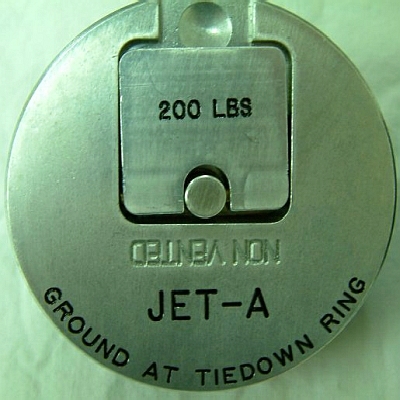 200 LBS
NON VENTED
JET-A
GROUND AT TIEDOWN RING